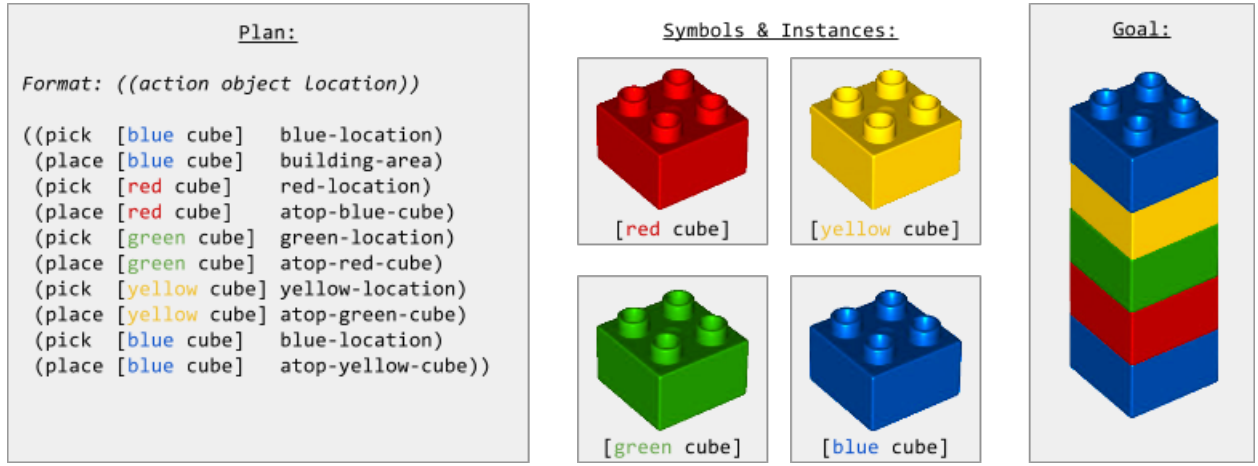 Plan:
Format: ((action object location))
((pick [blue cube] blue-location)
(place [blue cube] building-area)
(pick [red cube] red-location)
(place [red cube] atop-blue-cube)
(pick [green cube] green-location)
(place [green cube] atop-red-cube)
(pick [yellow cube] yellow-location)
(place [yellow cube] atop-green-cube)
(pick [blue cube] blue-location)
(place [blue cube] atop-yellow-cube))
Symbols & Instances:
[red cube]
[yellow cube]
[green cube]
[blue cube]
Goal: